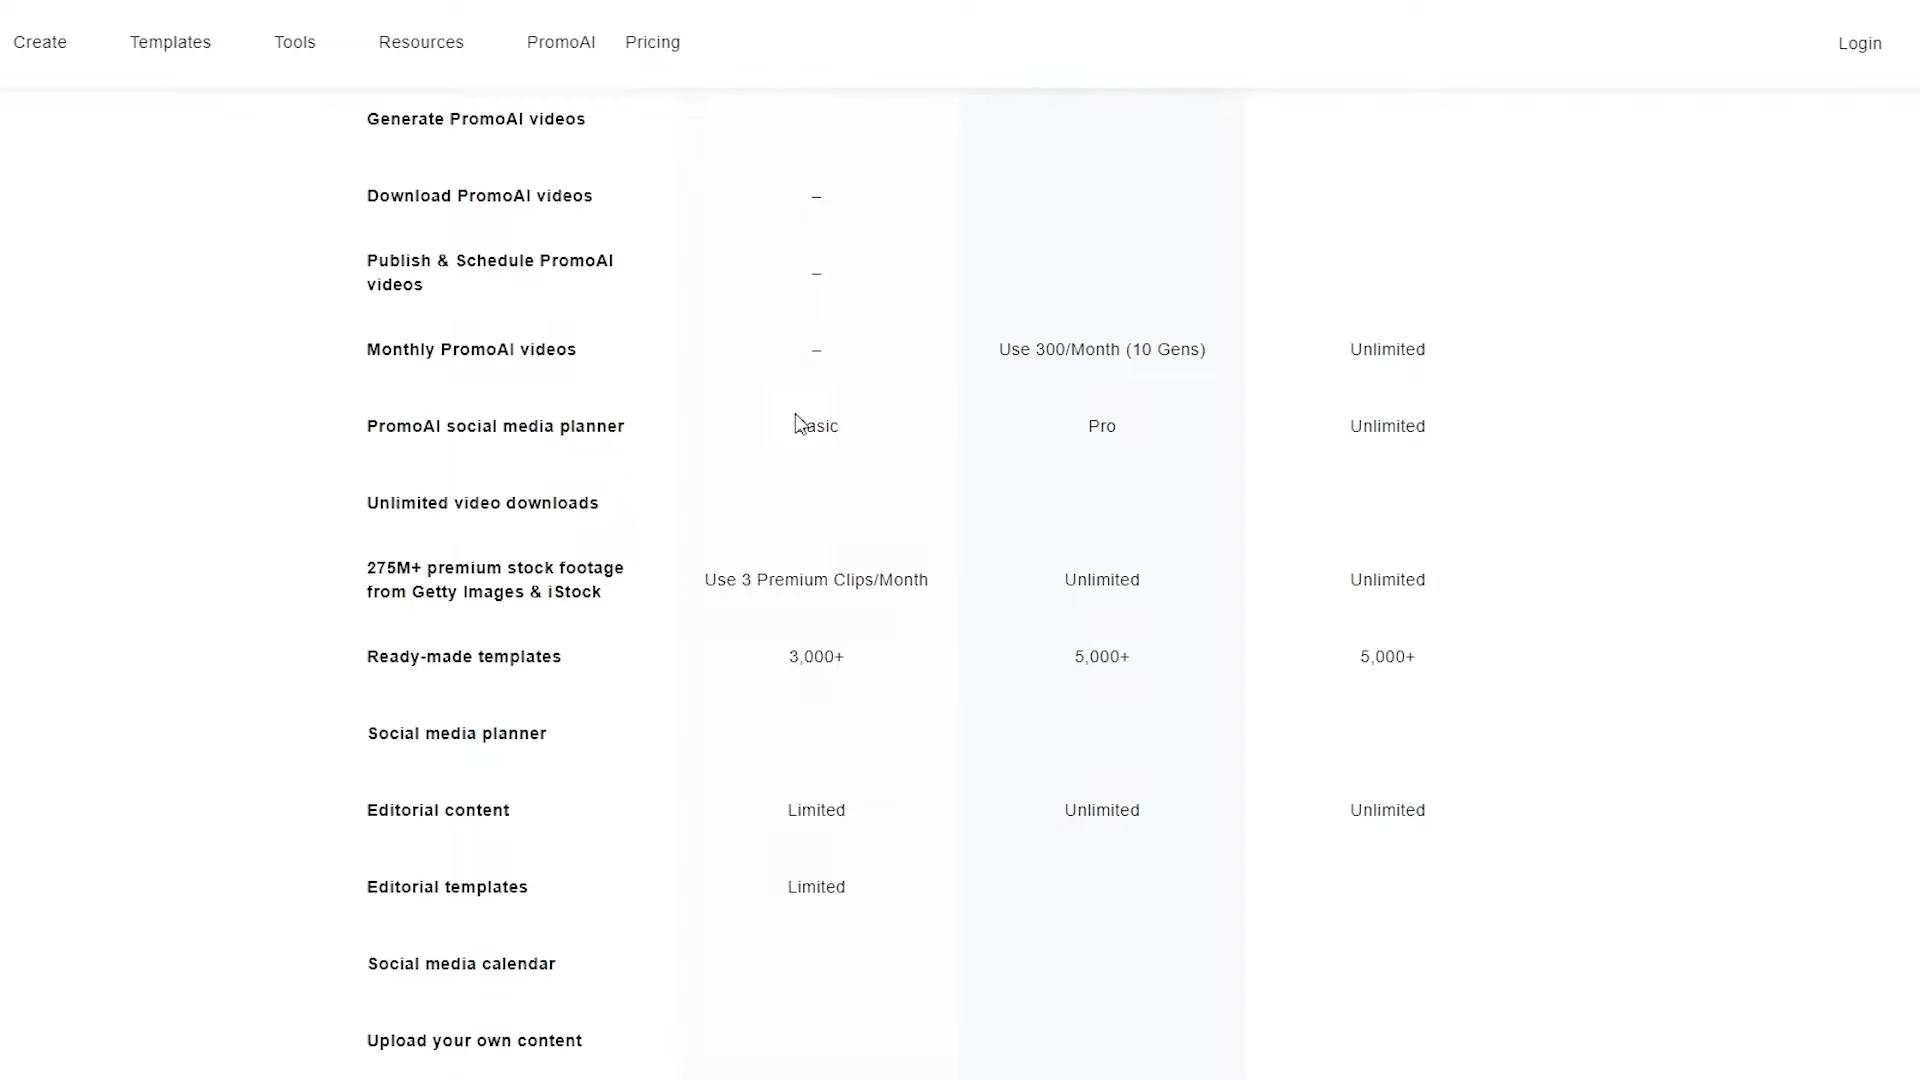 Create Templates Tools Resources PromoAI Pricing Login
Generate PromoAI videos
Download PromoAI videos –
Publish & Schedule PromoAI
videos –
Monthly PromoAI videos – Use 300/Month (10 Gens) Unlimited
PromoAI social media planner Pro Unlimited
Unlimited video downloads
275M+ premium stock footage
from Getty Images & iStock Use 3 Premium Clips/Month Unlimited Unlimited
Ready-made templates 3,000+ 5,000+ 5,000+
Social media planner
Editorial content Limited Unlimited Unlimited
Editorial templates Limited
Social media calendar
Upload your own content